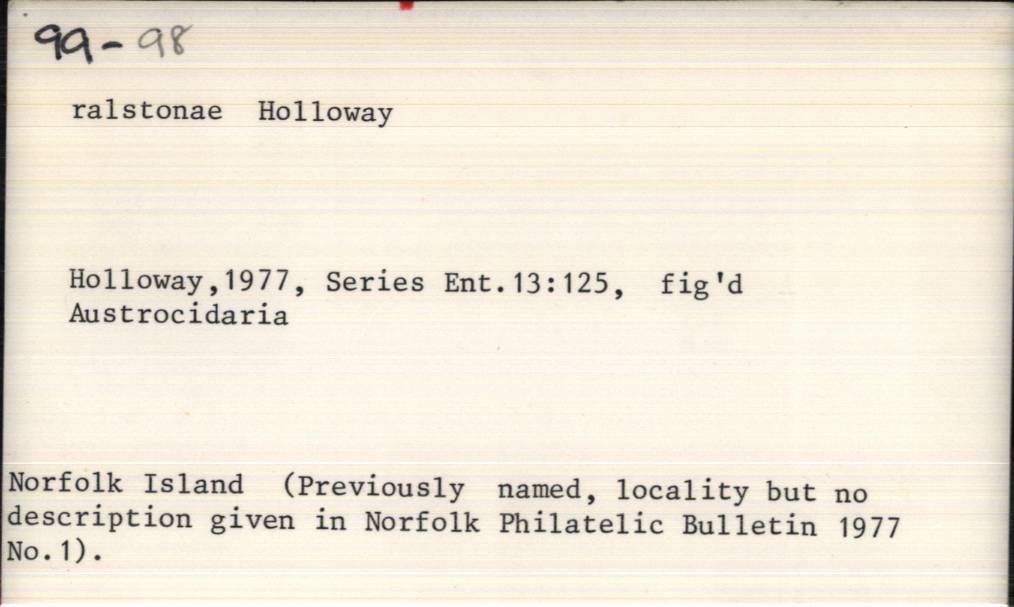 99-98
ralstonae Holloway
Holloway,1977, Series Ent.13:125, fig'd
Austrocidaria
Norfolk Island (Previously named, locality but no
description given in Norfolk Philatelic Bulletin 1977
No.1).